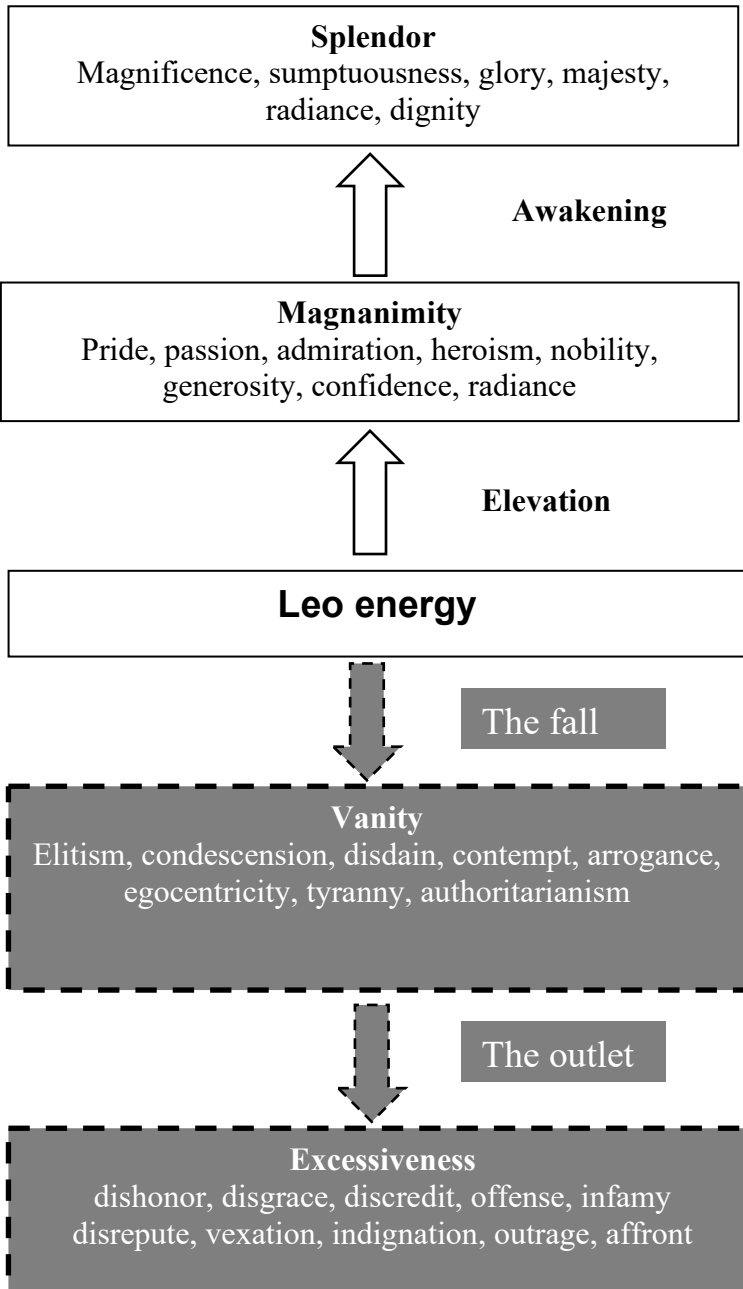 Splendor
Magnificence, sumptuousness, glory, majesty,
radiance, dignity
Awakening
Magnanimity
Pride, passion, admiration, heroism, nobility,
generosity, confidence, radiance
Elevation
Leo energy
The fall
Vanity
Elitism, condescension, disdain, contempt, arrogance,
egocentricity, tyranny, authoritarianism
The outlet
Excessiveness
dishonor, disgrace, discredit, offense, infamy
disrepute, vexation, indignation, outrage, affront